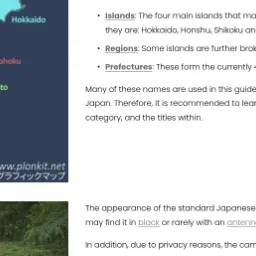 Hokkaido
ohoku
oto
www.plonkit.net
グラフィックマップ
• Islands: The four main islands that ma
they are: Hokkaido, Honshu, Shikoku an
• Regions: Some islands are further brok
• Prefectures: These form the currently 4
Many of these names are used in this guide
Japan. Therefore, it is recommended to lear
category, and the titles within.
The appearance of the standard Japanese
may find it in black or rarely with an antenn
In addition, due to privacy reasons, the cam